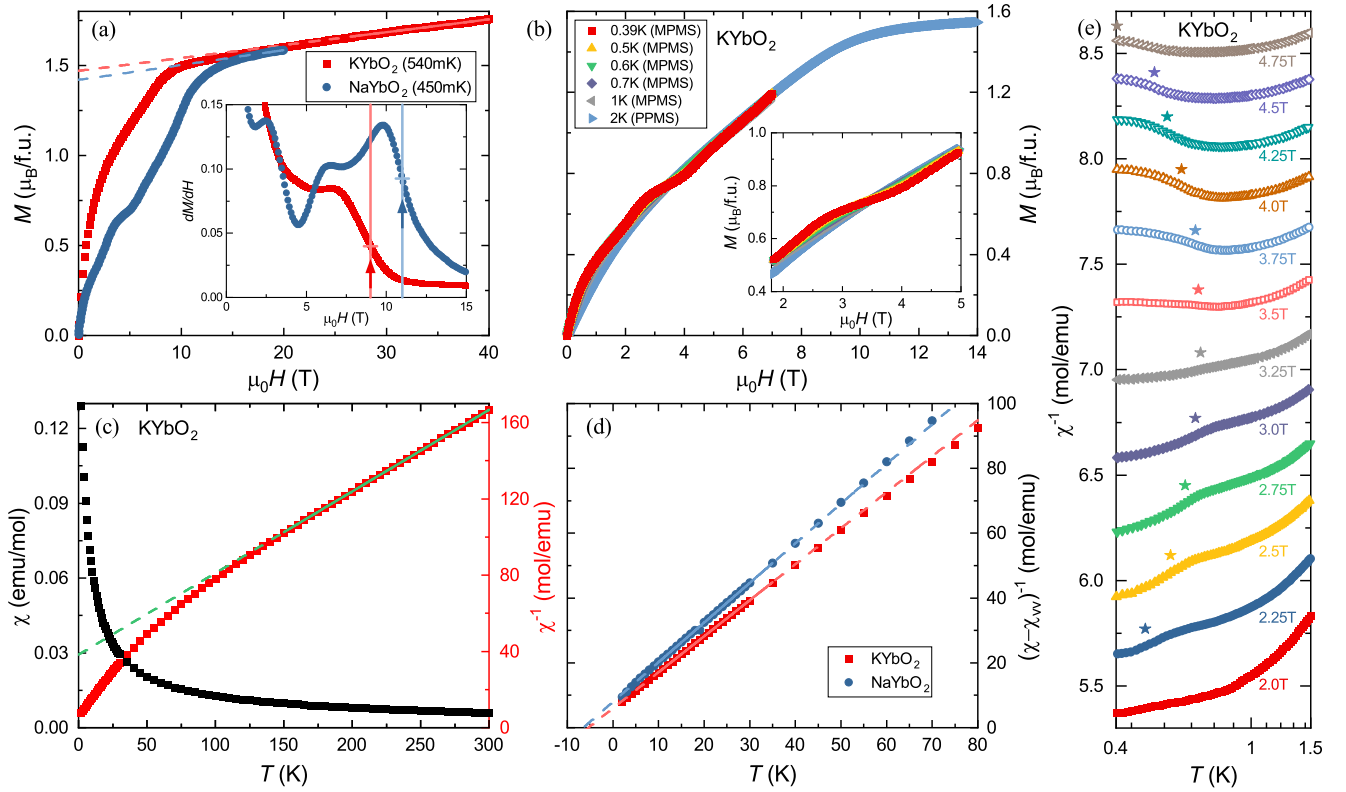 (a)
KYbO2 (540mK)
NaYbO2 (450mK)
M (μB/f.u.)
0.0
0.5
1.0
1.5
0 10 20 30 40
μ0H (T)
dM/dH
0.15
0.10
0.05
0.00
0 5 10 15
μ0H (T)
(b)
KYbO2
0.39K (MPMS)
0.5K (MPMS)
0.6K (MPMS)
0.7K (MPMS)
1K (MPMS)
2K (PPMS)
M (μB/f.u.)
1.6
1.2
0.8
0.4
0.0
0 2 4 6 8 10 12 14
μ0H (T)
M (μB/f.u.)
1.0
0.8
0.6
0.4
2 3 4 5
μ0H (T)
(c)
KYbO2
χ (emu/mol)
0.12
0.09
0.06
0.03
0.00
0 50 100 150 200 250 300
T (K)
χ-1 (mol/emu)
160
120
80
40
0
(d)
KYbO2
NaYbO2
(χ−χVV)-1 (mol/emu)
100
80
60
40
20
0
-10 0 10 20 30 40 50 60 70 80
T (K)
(e)
KYbO2
χ-1 (mol/emu)
8.5
8.0
7.5
7.0
6.5
6.0
5.5
4.75T
4.5T
4.25T
4.0T
3.75T
3.5T
3.25T
3.0T
2.75T
2.5T
2.25T
2.0T
0.4 1 1.5
T (K)